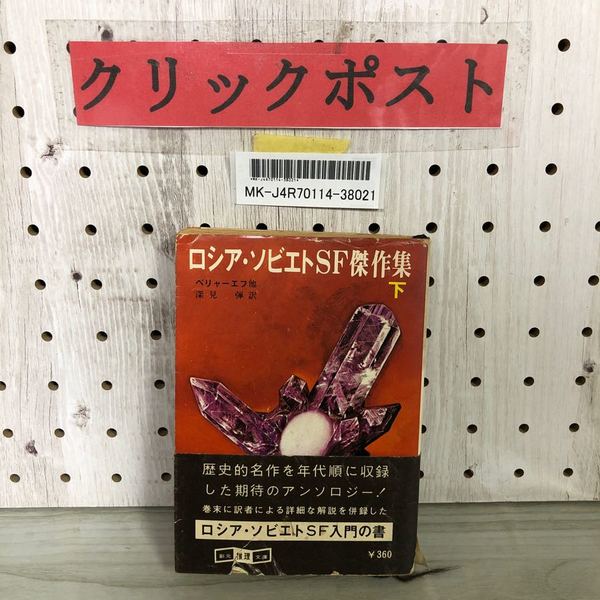 クリックポスト
MK-J4R70114-38021
MK-J4R70114-38021
ロシア・ソビエトSF傑作集
下
ベリャーエフ他
深見 弾訳
歴史的名作を年代順に収録
した期待のアンソロジー！
巻末に訳者による詳細な解説を併録した
ロシア・ソビエトSF入門の書
創元推理文庫
￥360